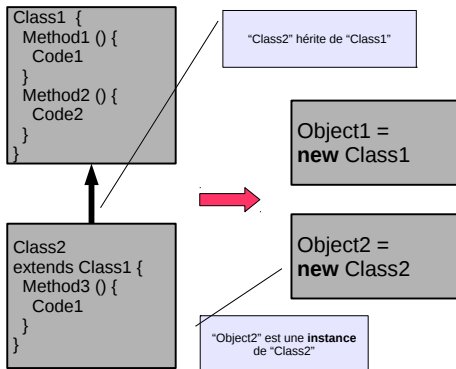 Class1 {
Method1 () {
Code1
}
Method2 () {
Code2
}
}
“Class2” hérite de “Class1”
Object1 =
new Class1
Class2
extends Class1 {
Method3 () {
Code1
}
}
Object2 =
new Class2
“Object2” est une instance
de “Class2”